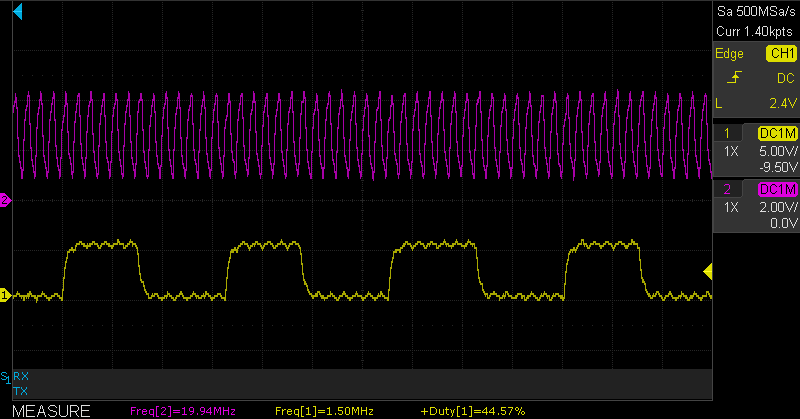 Sa 500MSa/s
Curr 1.40kpts
Edge CH1
DC
L 2.4V
1 DC1M
1X 5.00V/
-9.50V
2 DC1M
1X 2.00V/
0.0V
2
1
S1 RX
TX
MEASURE Freq[2]=19.94MHz Freq[1]=1.50MHz +Duty[1]=44.57%